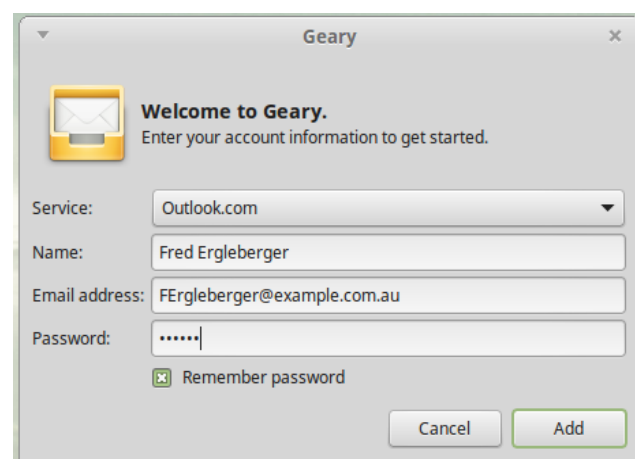 Geary
Welcome to Geary.
Enter your account information to get started.
Service: Outlook.com
Name: Fred Ergleberger
Email address: FErgleberger@example.com.au
Password: ••••••
Remember password
Cancel Add